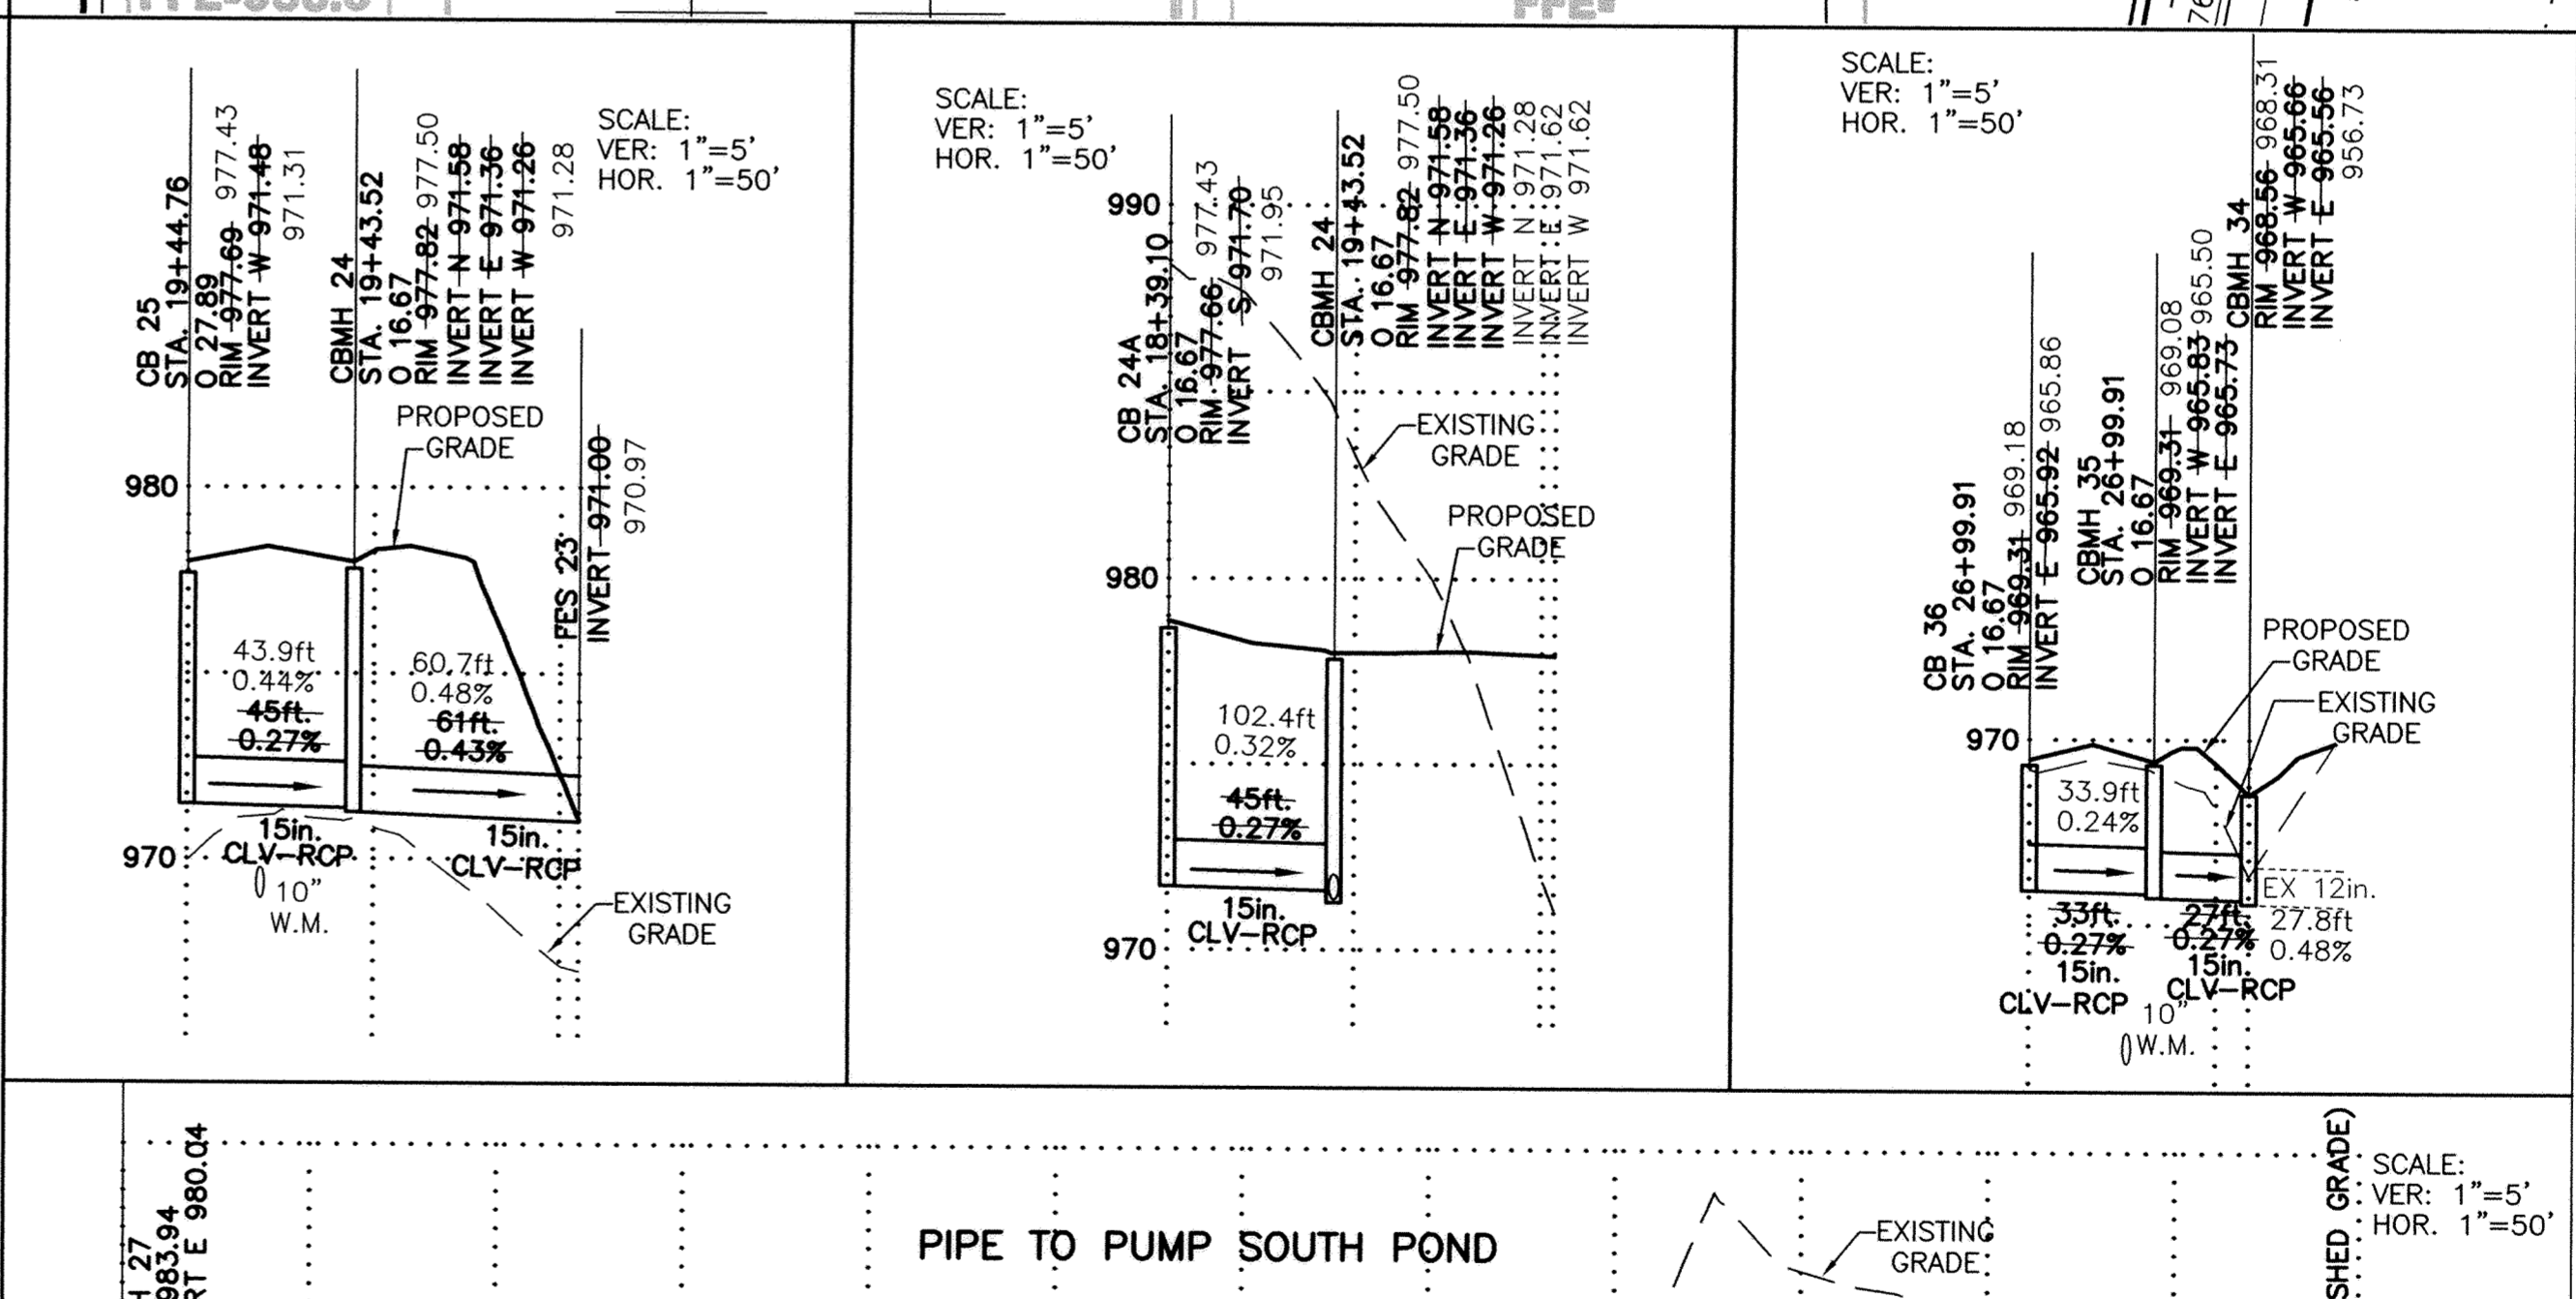 CB 25
STA. 19+44.76
O 27.89
RIM 977.69 977.43
INVERT W 971.48
971.31
CBMH 24
STA. 19+43.52
O 16.67
RIM 977.82 977.50
INVERT N 971.58
INVERT E 971.36
INVERT W 971.26
971.28
SCALE:
VER: 1"=5'
HOR. 1"=50'
PROPOSED
GRADE
FES 23
INVERT 971.00
970.97
980
43.9ft
0.44%
45ft.
0.27%
60.7ft
0.48%
61ft.
0.43%
970
15in.
CLV-RCP
15in.
CLV-RCP
10"
W.M.
EXISTING
GRADE
SCALE:
VER: 1"=5'
HOR. 1"=50'
990
CB 24A
STA. 18+39.10
O 16.67
RIM 977.66 977.43
INVERT S 971.70
971.95
CBMH 24
STA. 19+43.52
O 16.67
RIM 977.82 977.50
INVERT N 971.58
INVERT E 971.36
INVERT W 971.26
INVERT N 971.28
INVERT E 971.62
INVERT W 971.62
EXISTING
GRADE
PROPOSED
GRADE
980
102.4ft
0.32%
45ft.
0.27%
15in.
CLV-RCP
970
SCALE:
VER: 1"=5'
HOR. 1"=50'
CB 36
STA. 26+99.91
O 16.67
RIM 969.31 969.18
INVERT E 965.92 965.86
CBMH 35
STA. 26+99.91
O 16.67
RIM 969.31 969.08
INVERT W 965.83 965.50
INVERT E 965.73
CBMH 34
RIM 968.56 968.31
INVERT W 965.66
INVERT E 965.56
956.73
PROPOSED
GRADE
EXISTING
GRADE
970
33.9ft
0.24%
EX 12in.
33ft.
0.27%
27ft.
0.27%
27.8ft
0.48%
15in.
CLV-RCP
15in.
CLV-RCP
10"
W.M.
27
983.94
RT E 980.04
PIPE TO PUMP SOUTH POND
EXISTING
GRADE
SHED GRADE)
SCALE:
VER: 1"=5'
HOR. 1"=50'